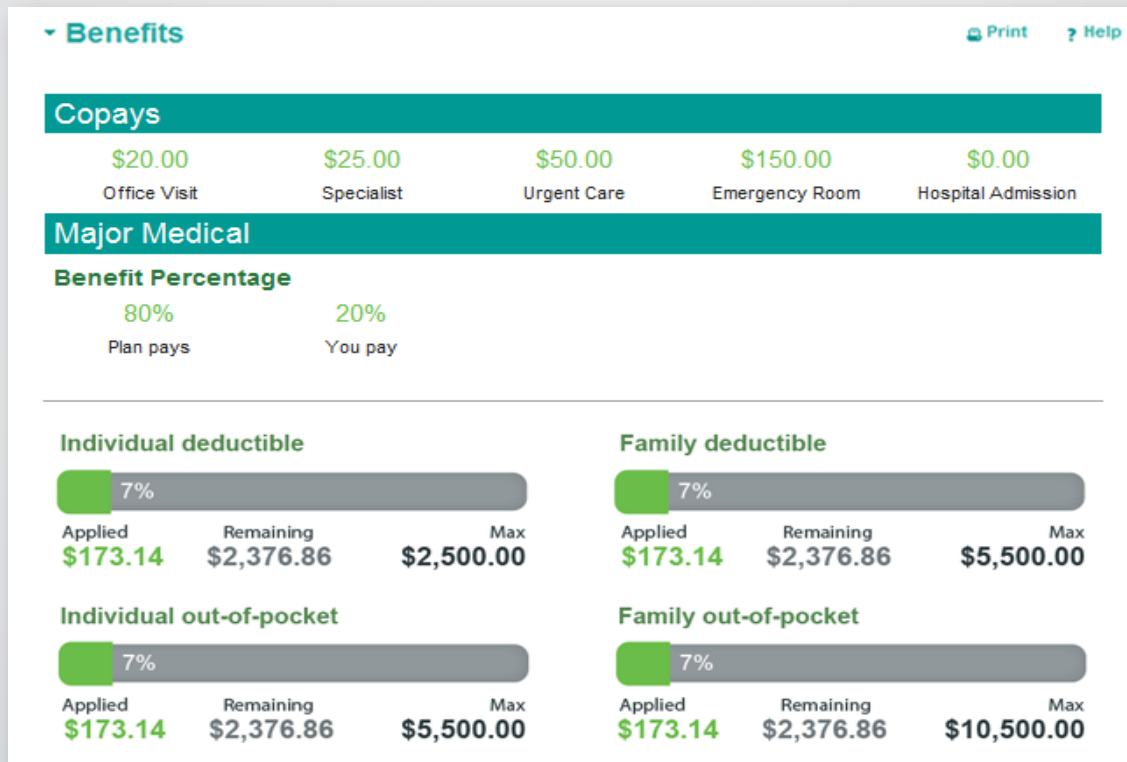 Benefits
Print
? Help
Copays
$20.00 $25.00 $50.00 $150.00 $0.00
Office Visit Specialist Urgent Care Emergency Room Hospital Admission
Major Medical
Benefit Percentage
80% 20%
Plan pays You pay
Individual deductible
7%
Applied Remaining Max
$173.14 $2,376.86 $2,500.00
Family deductible
7%
Applied Remaining Max
$173.14 $2,376.86 $5,500.00
Individual out-of-pocket
7%
Applied Remaining Max
$173.14 $2,376.86 $5,500.00
Family out-of-pocket
7%
Applied Remaining Max
$173.14 $2,376.86 $10,500.00